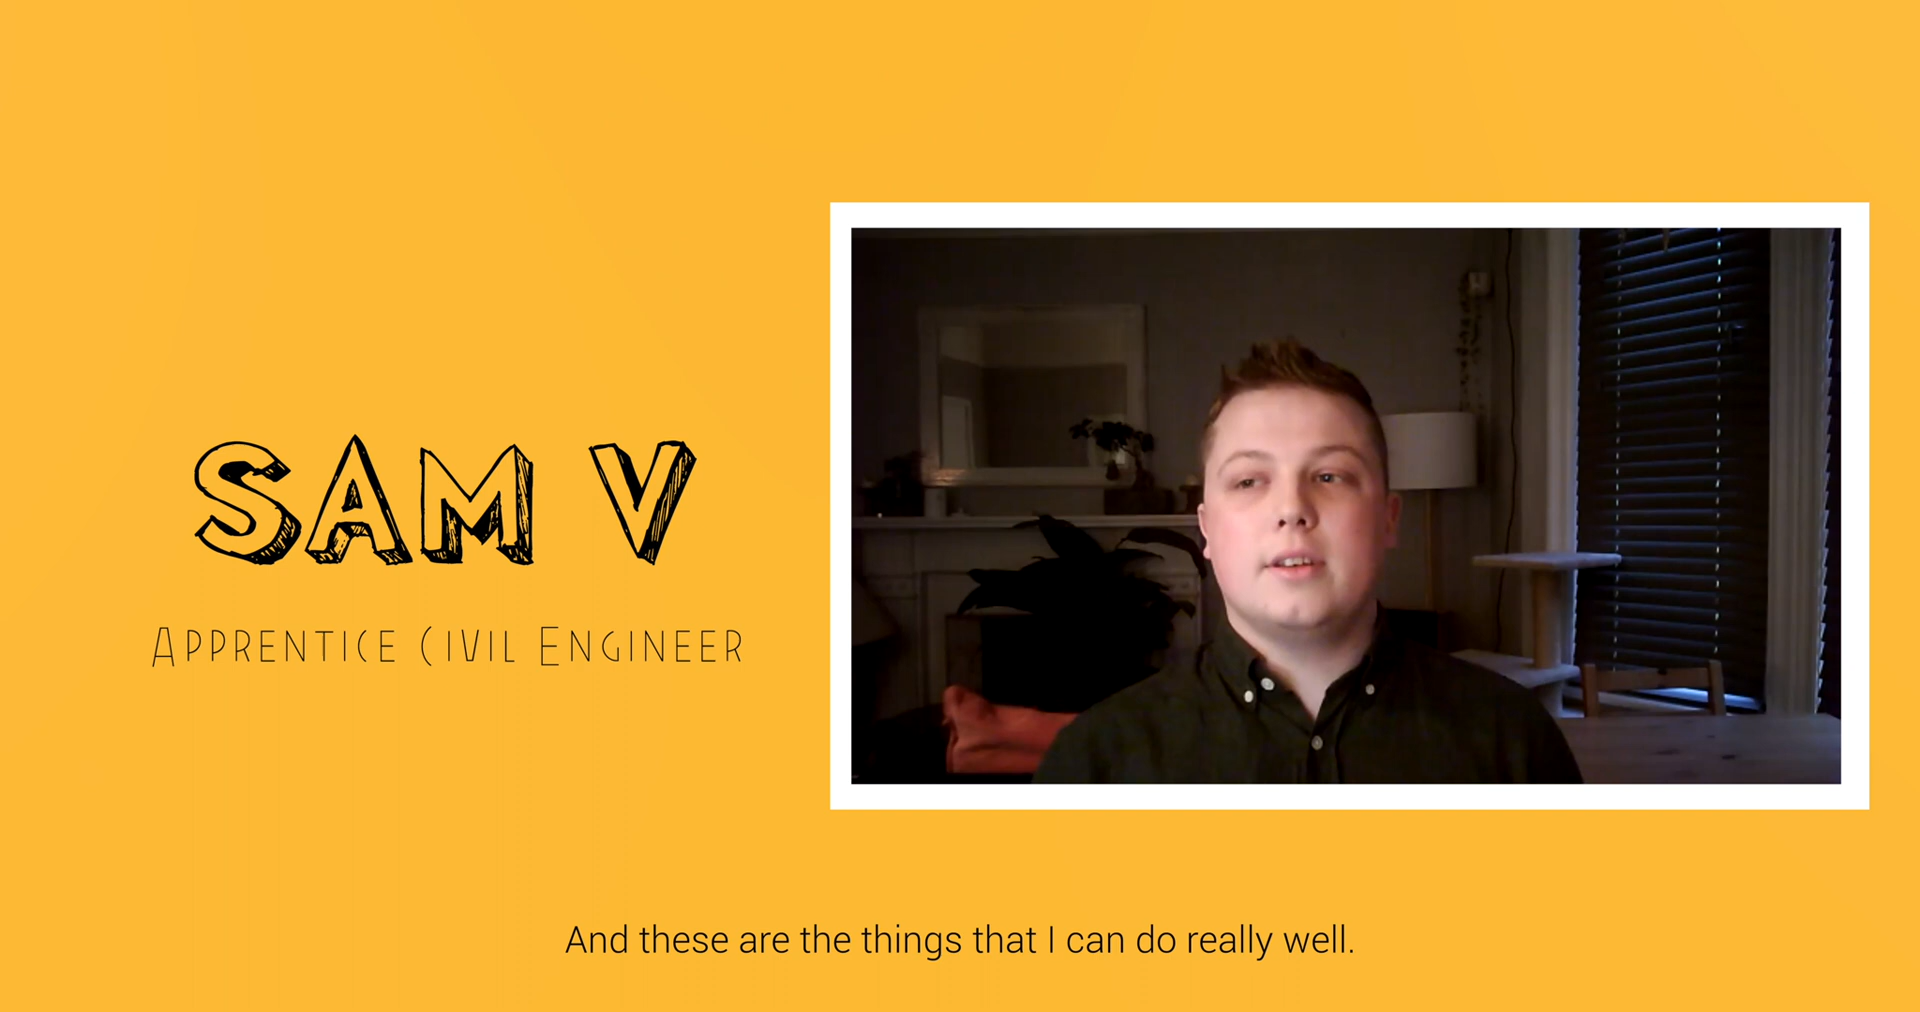 SAM V
APPRENTICE CIVIL ENGINEER
And these are the things that I can do really well.